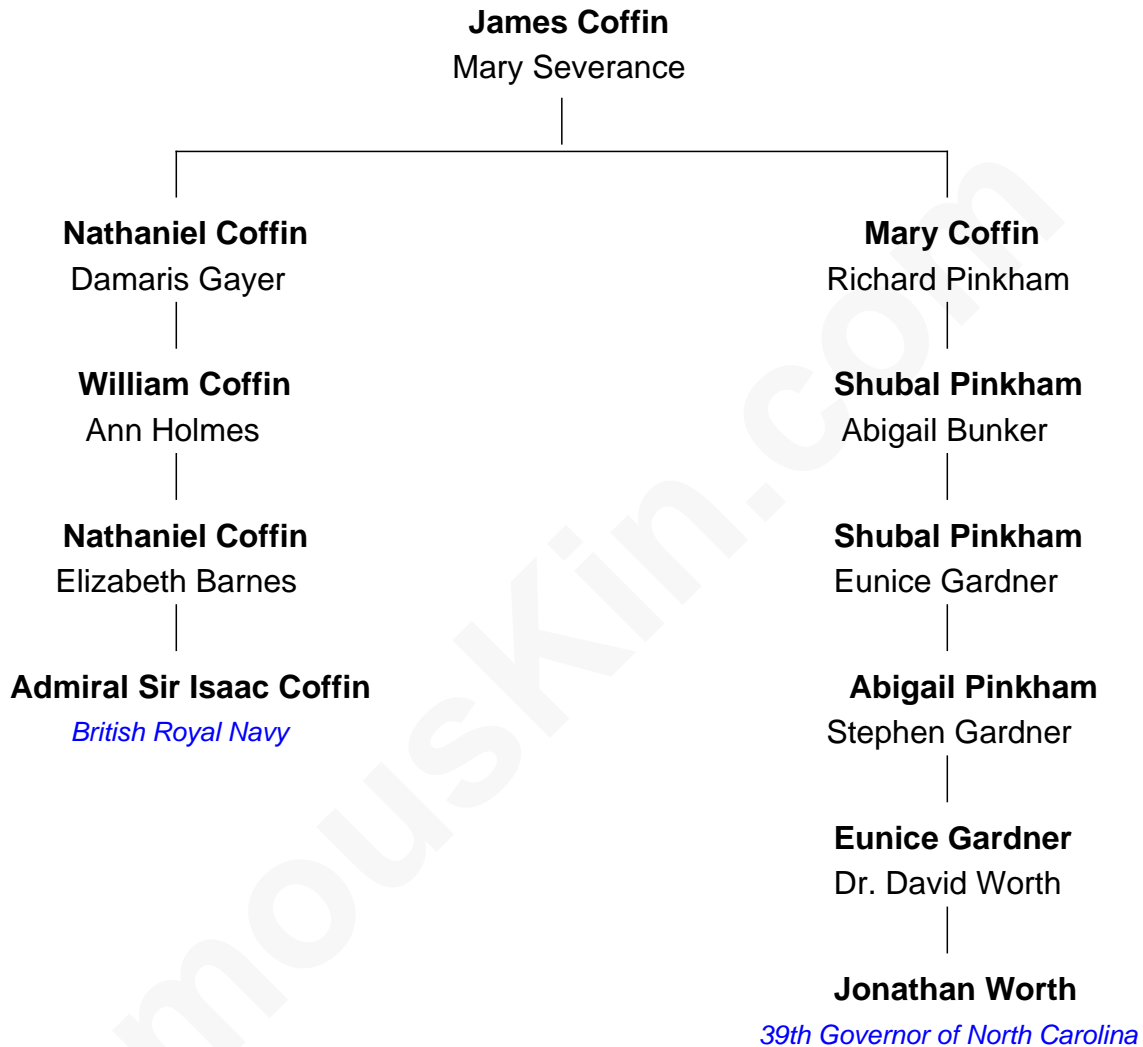 James Coffin
Mary Severance
Nathaniel Coffin
Damaris Gayer
William Coffin
Ann Holmes
Nathaniel Coffin
Elizabeth Barnes
Admiral Sir Isaac Coffin
British Royal Navy
Mary Coffin
Richard Pinkham
Shubal Pinkham
Abigail Bunker
Shubal Pinkham
Eunice Gardner
Abigail Pinkham
Stephen Gardner
Eunice Gardner
Dr. David Worth
Jonathan Worth
39th Governor of North Carolina
mouskin.com